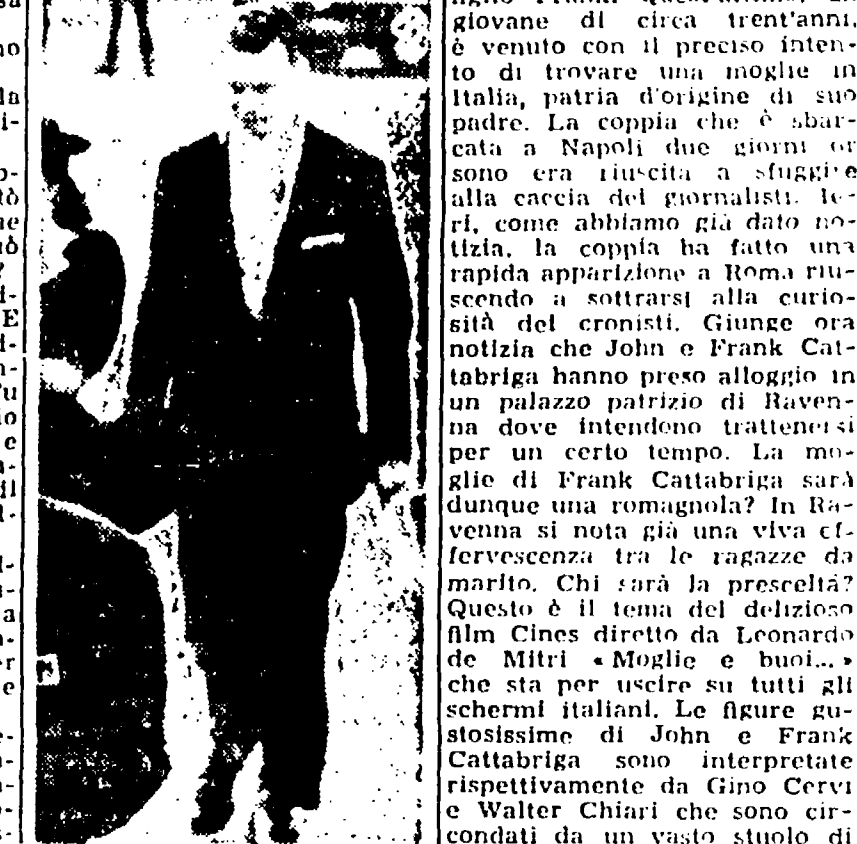 giovane di circa trent'anni,
è venuto con il preciso inten-
to di trovare una moglie in
Italia, patria d'origine di suo
padre. La coppia che è sbar-
cata a Napoli due giorni or
sono era riuscita a sfuggire
alla caccia dei giornalisti. Ie-
ri, come abbiamo già dato no-
tizia, la coppia ha fatto una
rapida apparizione a Roma riu-
scendo a sottrarsi alla curio-
sità dei cronisti. Giunge ora
notizia che John e Frank Cat-
tabriga hanno preso alloggio in
un palazzo patrizio di Raven-
na dove intendono trattenersi
per un certo tempo. La mo-
glie di Frank Cattabriga sarà
dunque una romagnola? In Ra-
venna si nota già una viva ef-
fervescenza tra le ragazze da
marito. Chi sarà la prescelta?
Questo è il tema del delizioso
film Cines diretto da Leonardo
de Mitri « Moglie e buoi... »
che sta per uscire su tutti gli
schermi italiani. Le figure gu-
stosissime di John e Frank
Cattabriga sono interpretate
rispettivamente da Gino Cervi
e Walter Chiari che sono cir-
condati da un vasto stuolo di